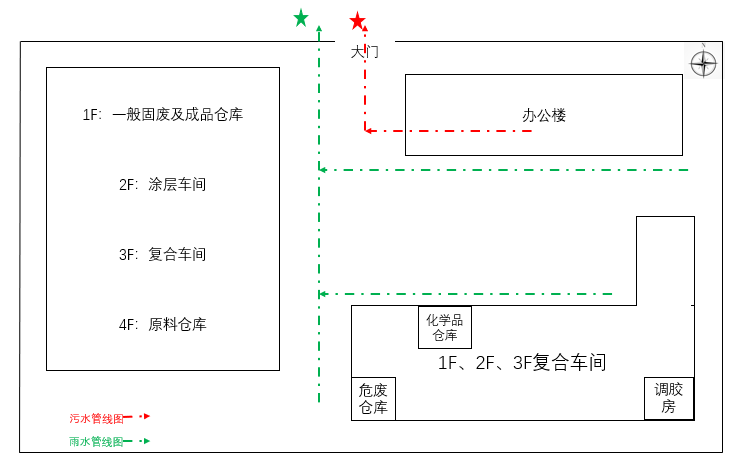 大门
N
1F：一般固废及成品仓库
办公楼
2F：涂层车间
3F：复合车间
4F：原料仓库
化学品
仓库
1F、2F、3F复合车间
危废
仓库
调胶
房
污水管线图
雨水管线图